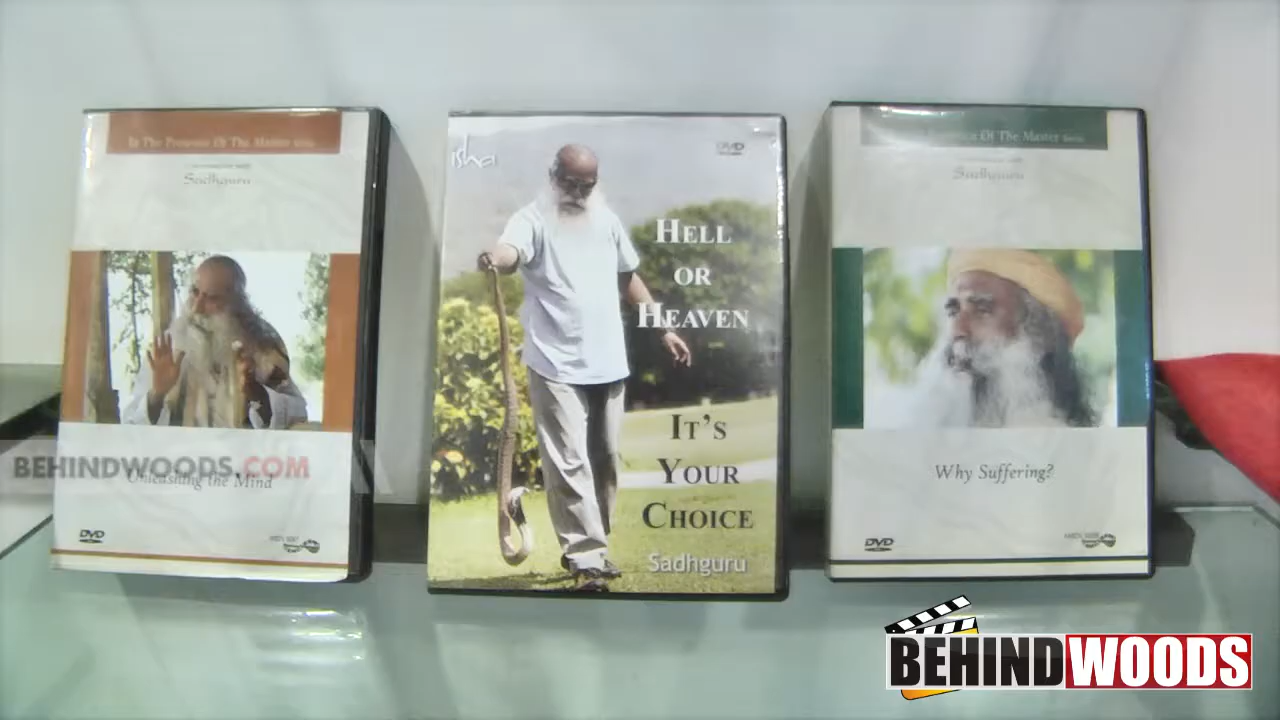 In The Presence Of The Master Series
Sadhguru
BEHINDWOODS.COM
Unleashing the Mind
DVD
isha
DVD
HELL
OR
HEAVEN
IT'S
YOUR
CHOICE
Sadhguru
Presence Of The Master Series
Sadhguru
Why Suffering?
DVD
BEHINDWOODS